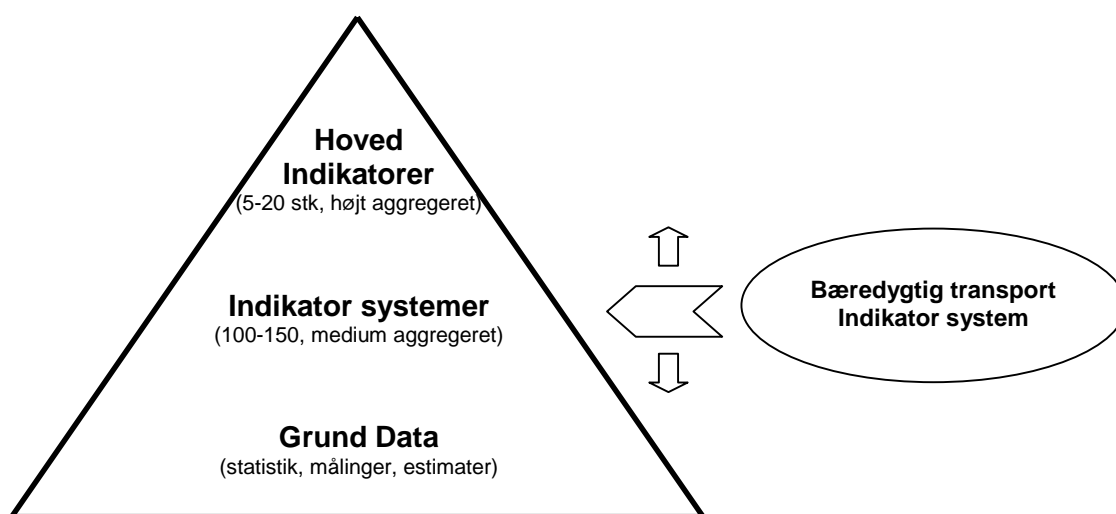 Hoved
Indikatorer
(5-20 stk, højt aggregeret)
Indikator systemer
(100-150, medium aggregeret)
Grund Data
(statistik, målinger, estimater)
Bæredygtig transport
Indikator system